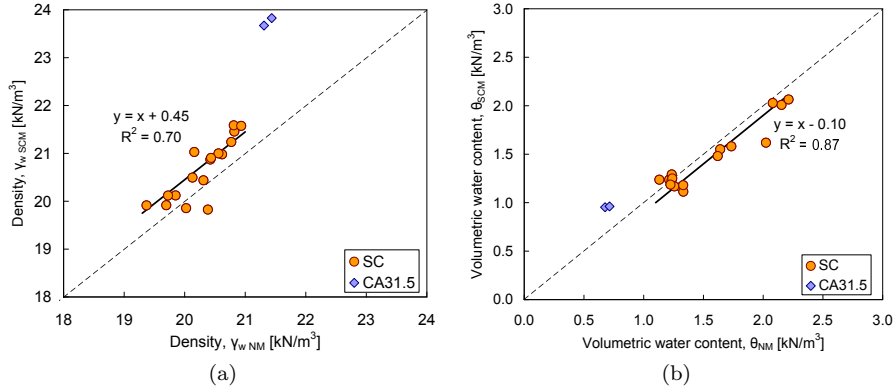 24
23
22
21
20
19
18
18
19
20
21
22
23
24
Density, γw SCM [kN/m³]
Density, γw NM [kN/m³]
y = x + 0.45
R² = 0.70
SC
CA31.5
(a)
3.0
2.5
2.0
1.5
1.0
0.5
0.0
0.0
0.5
1.0
1.5
2.0
2.5
3.0
Volumetric water content, θSCM [kN/m³]
Volumetric water content, θNM [kN/m³]
y = x - 0.10
R² = 0.87
SC
CA31.5
(b)